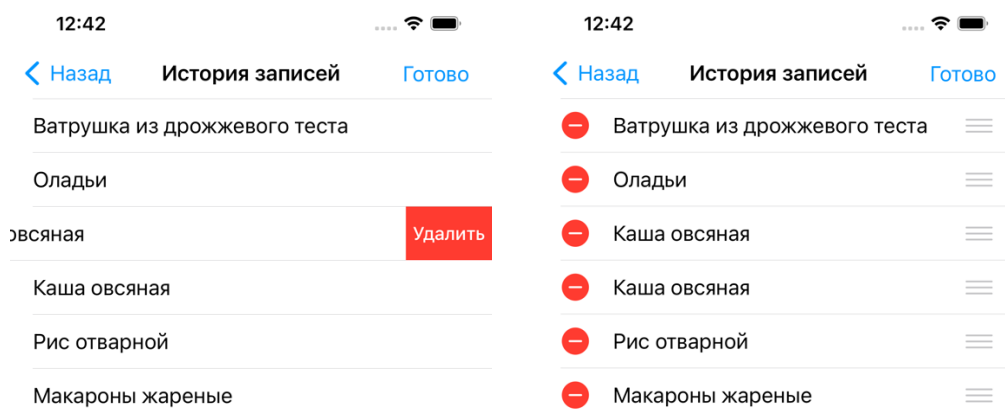 12:42
Назад История записей Готово
Ватрушка из дрожжевого теста
Оладьи
овсяная Удалить
Каша овсяная
Рис отварной
Макароны жареные
12:42
Назад История записей Готово
Ватрушка из дрожжевого теста
Оладьи
Каша овсяная
Каша овсяная
Рис отварной
Макароны жареные